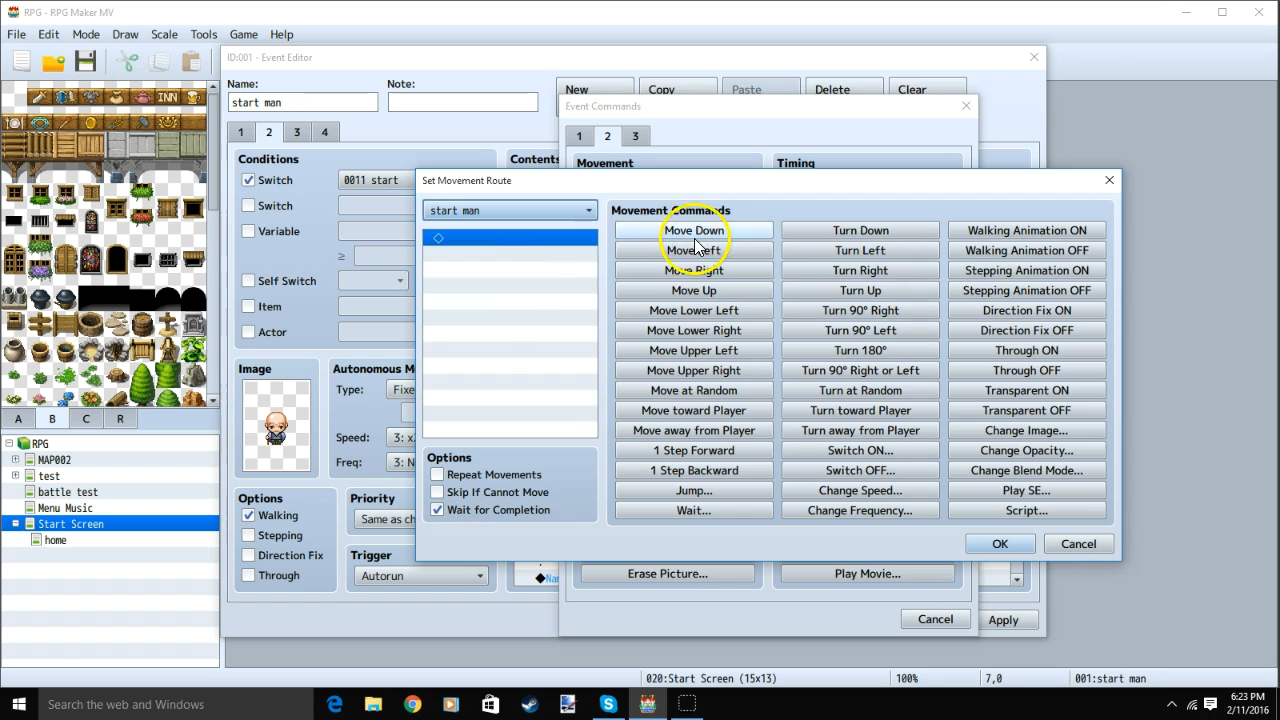 RPG - RPG Maker MV
File Edit Mode Draw Scale Tools Game Help
ID:001 - Event Editor
Name: Note:
start man
New Copy Paste Delete Clear
1 2 3 4
Conditions
Switch 0011 start
Switch
Variable
≥
Self Switch
Item
Actor
Image
Autonomous M
Type: Fixe
Speed: 3: x
Freq: 3: N
Options
Walking
Stepping
Direction Fix
Through
Priority
Same as ch
Trigger
Autorun
Contents
Apply
Event Commands
1 2 3
Movement Timing
Erase Picture... Play Movie...
Cancel
Set Movement Route
start man
Options
Repeat Movements
Skip If Cannot Move
Wait for Completion
Movement Commands
Move Down Turn Down Walking Animation ON
Move Left Turn Left Walking Animation OFF
Move Right Turn Right Stepping Animation ON
Move Up Turn Up Stepping Animation OFF
Move Lower Left Turn 90° Right Direction Fix ON
Move Lower Right Turn 90° Left Direction Fix OFF
Move Upper Left Turn 180° Through ON
Move Upper Right Turn 90° Right or Left Through OFF
Move at Random Turn at Random Transparent ON
Move toward Player Turn toward Player Transparent OFF
Move away from Player Turn away from Player Change Image...
1 Step Forward Switch ON... Change Opacity...
1 Step Backward Switch OFF... Change Blend Mode...
Jump... Change Speed... Play SE...
Wait... Change Frequency... Script...
OK Cancel
INN
A B C R
RPG
MAP002
test
battle test
Menu Music
Start Screen
home
020:Start Screen (15x13) 100% 7,0 001:start man
Search the web and Windows
6:23 PM
2/11/2016